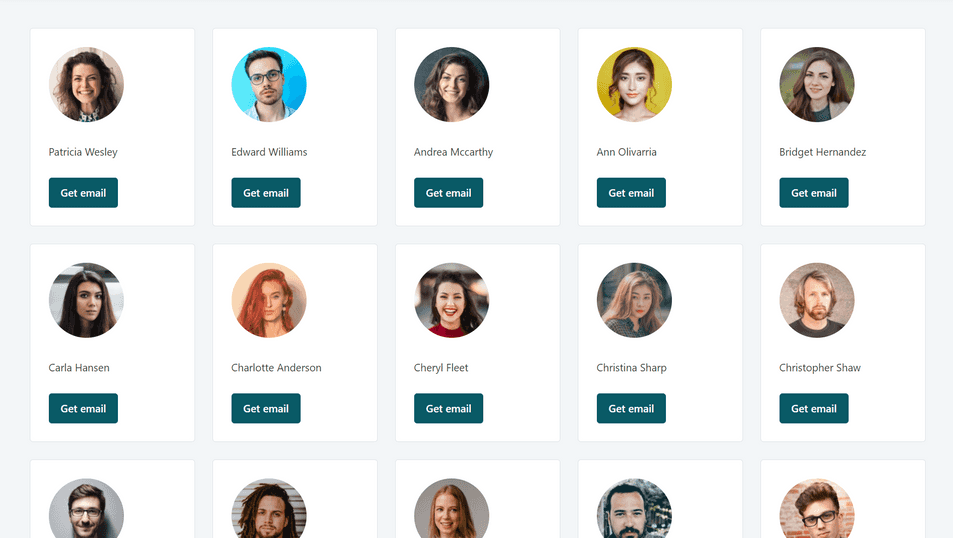 Patricia Wesley
Edward Williams
Andrea Mccarthy
Ann Olivarria
Bridget Hernandez
Get email
Get email
Get email
Get email
Get email
Carla Hansen
Charlotte Anderson
Cheryl Fleet
Christina Sharp
Christopher Shaw
Get email
Get email
Get email
Get email
Get email